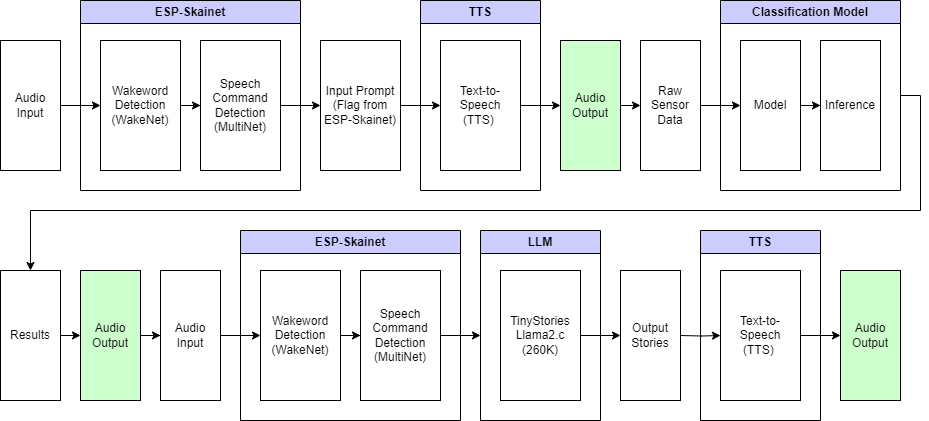 ESP-Skainet
TTS
Classification Model
Audio
Input
Wakeword
Detection
(WakeNet)
Speech
Command
Detection
(MultiNet)
Input Prompt
(Flag from
ESP-Skainet)
Text-to-
Speech
(TTS)
Audio
Output
Raw
Sensor
Data
Model
Inference
ESP-Skainet
LLM
TTS
Results
Audio
Output
Audio
Input
Wakeword
Detection
(WakeNet)
Speech
Command
Detection
(MultiNet)
TinyStories
Llama2.c
(260K)
Output
Stories
Text-to-
Speech
(TTS)
Audio
Output